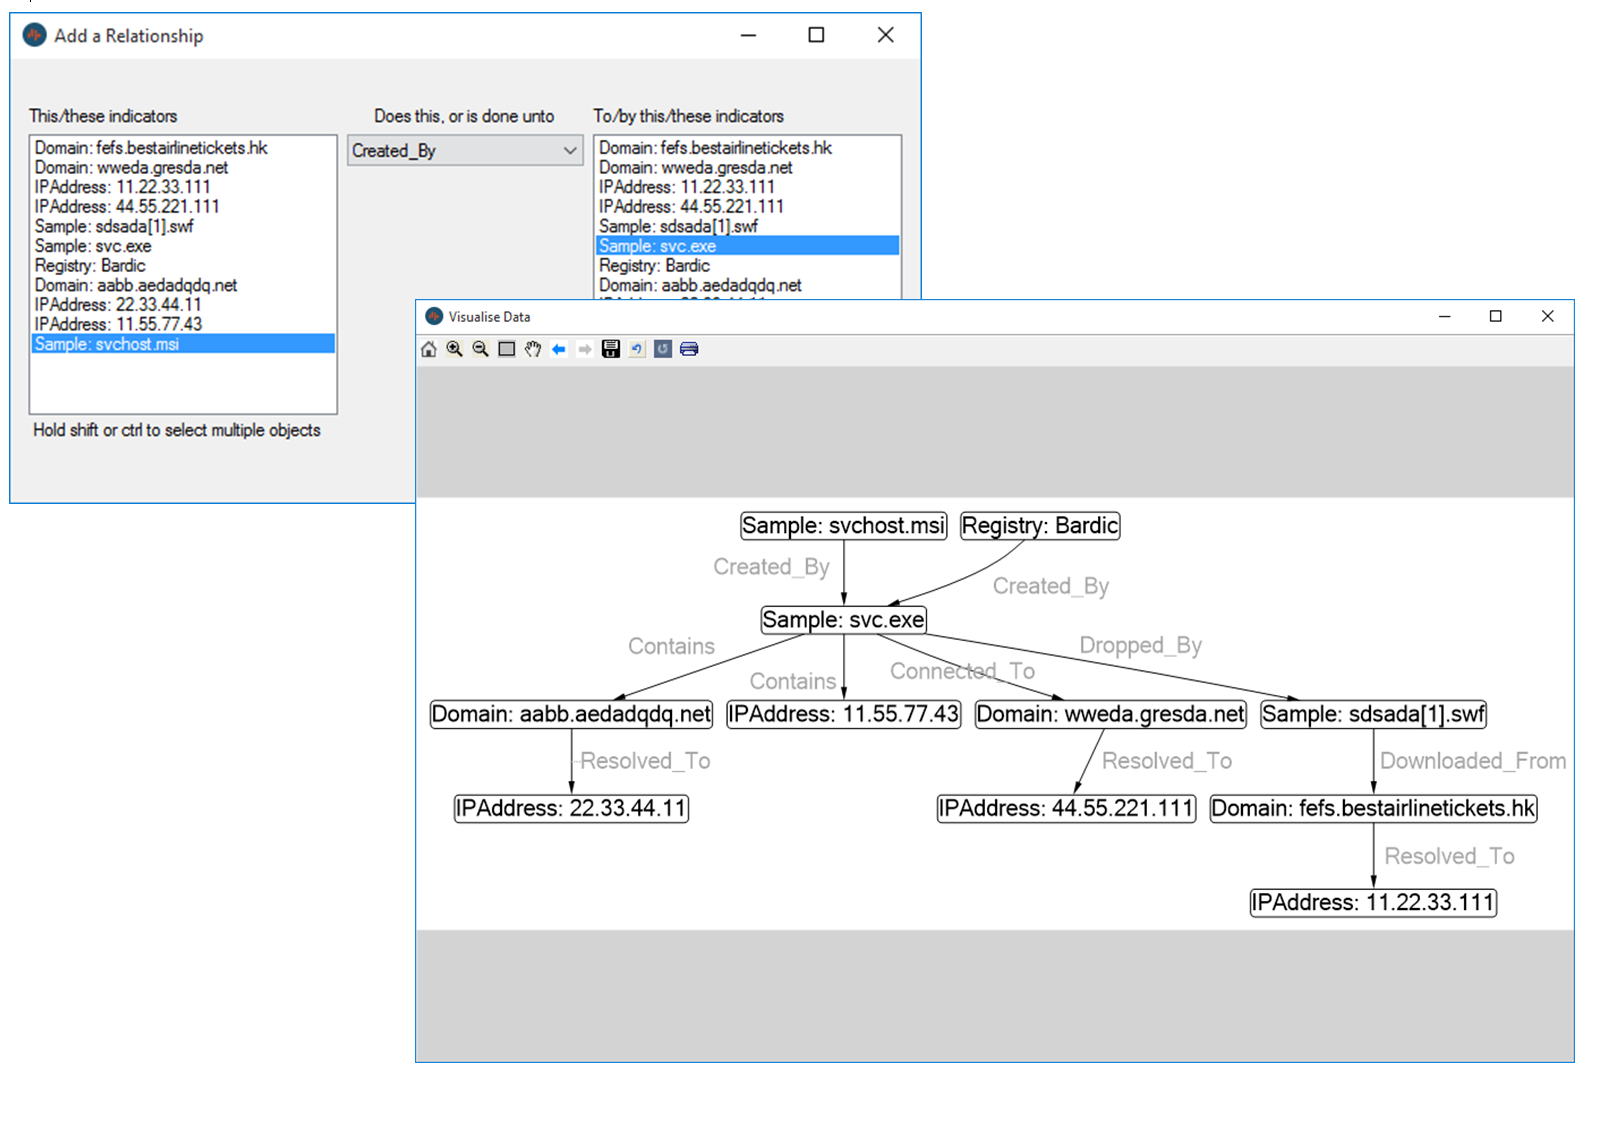 Add a Relationship
This/these indicators
Does this, or is done unto
To/by this/these indicators
Domain: fefs.bestairlinetickets.hk
Domain: wweda.gresda.net
IPAddress: 11.22.33.111
IPAddress: 44.55.221.111
Sample: sdsada[1].swf
Sample: svc.exe
Registry: Bardic
Domain: aabb.aedadqdq.net
IPAddress: 22.33.44.11
IPAddress: 11.55.77.43
Sample: svchost.msi
Hold shift or ctrl to select multiple objects
Created_By
Domain: fefs.bestairlinetickets.hk
Domain: wweda.gresda.net
IPAddress: 11.22.33.111
IPAddress: 44.55.221.111
Sample: sdsada[1].swf
Sample: svc.exe
Registry: Bardic
Domain: aabb.aedadqdq.net
Visualise Data
Sample: svchost.msi
Registry: Bardic
Created_By
Created_By
Sample: svc.exe
Contains
Contains
Connected_To
Dropped_By
Domain: aabb.aedadqdq.net
IPAddress: 11.55.77.43
Domain: wweda.gresda.net
Sample: sdsada[1].swf
Resolved_To
Resolved_To
Downloaded_From
IPAddress: 22.33.44.11
IPAddress: 44.55.221.111
Domain: fefs.bestairlinetickets.hk
Resolved_To
IPAddress: 11.22.33.111